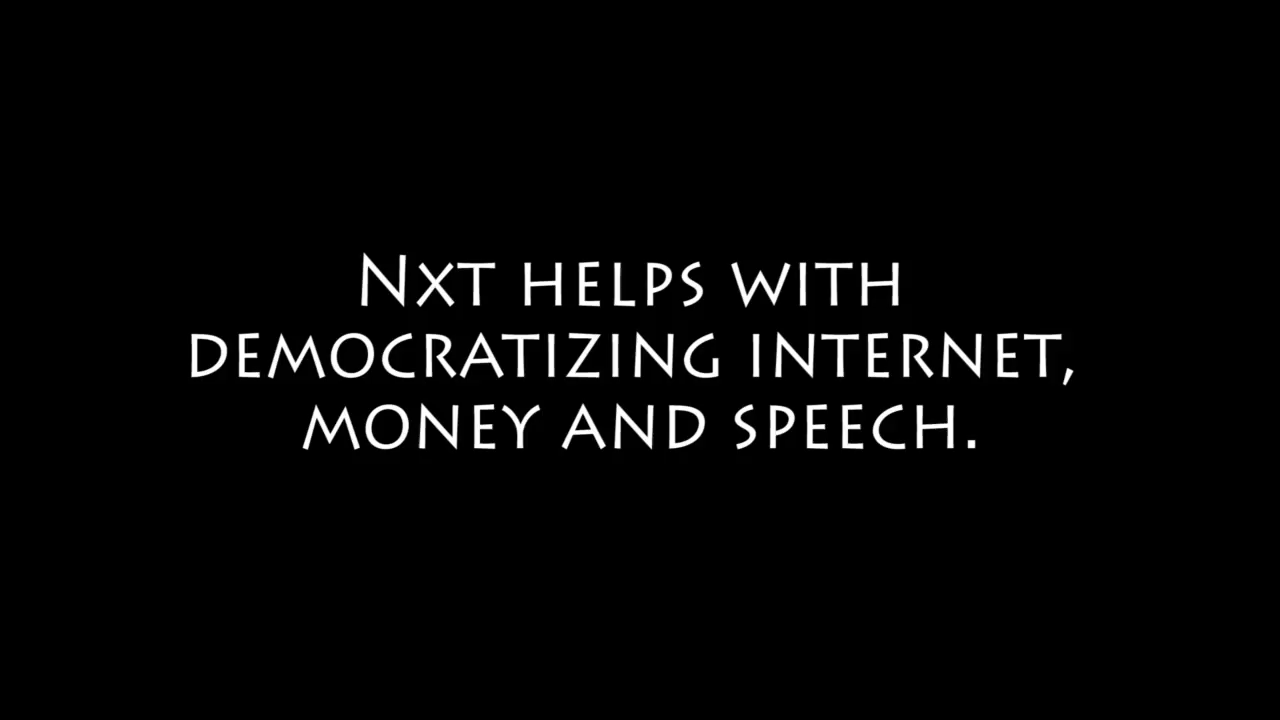 Nxt helps with
democratizing internet,
money and speech.